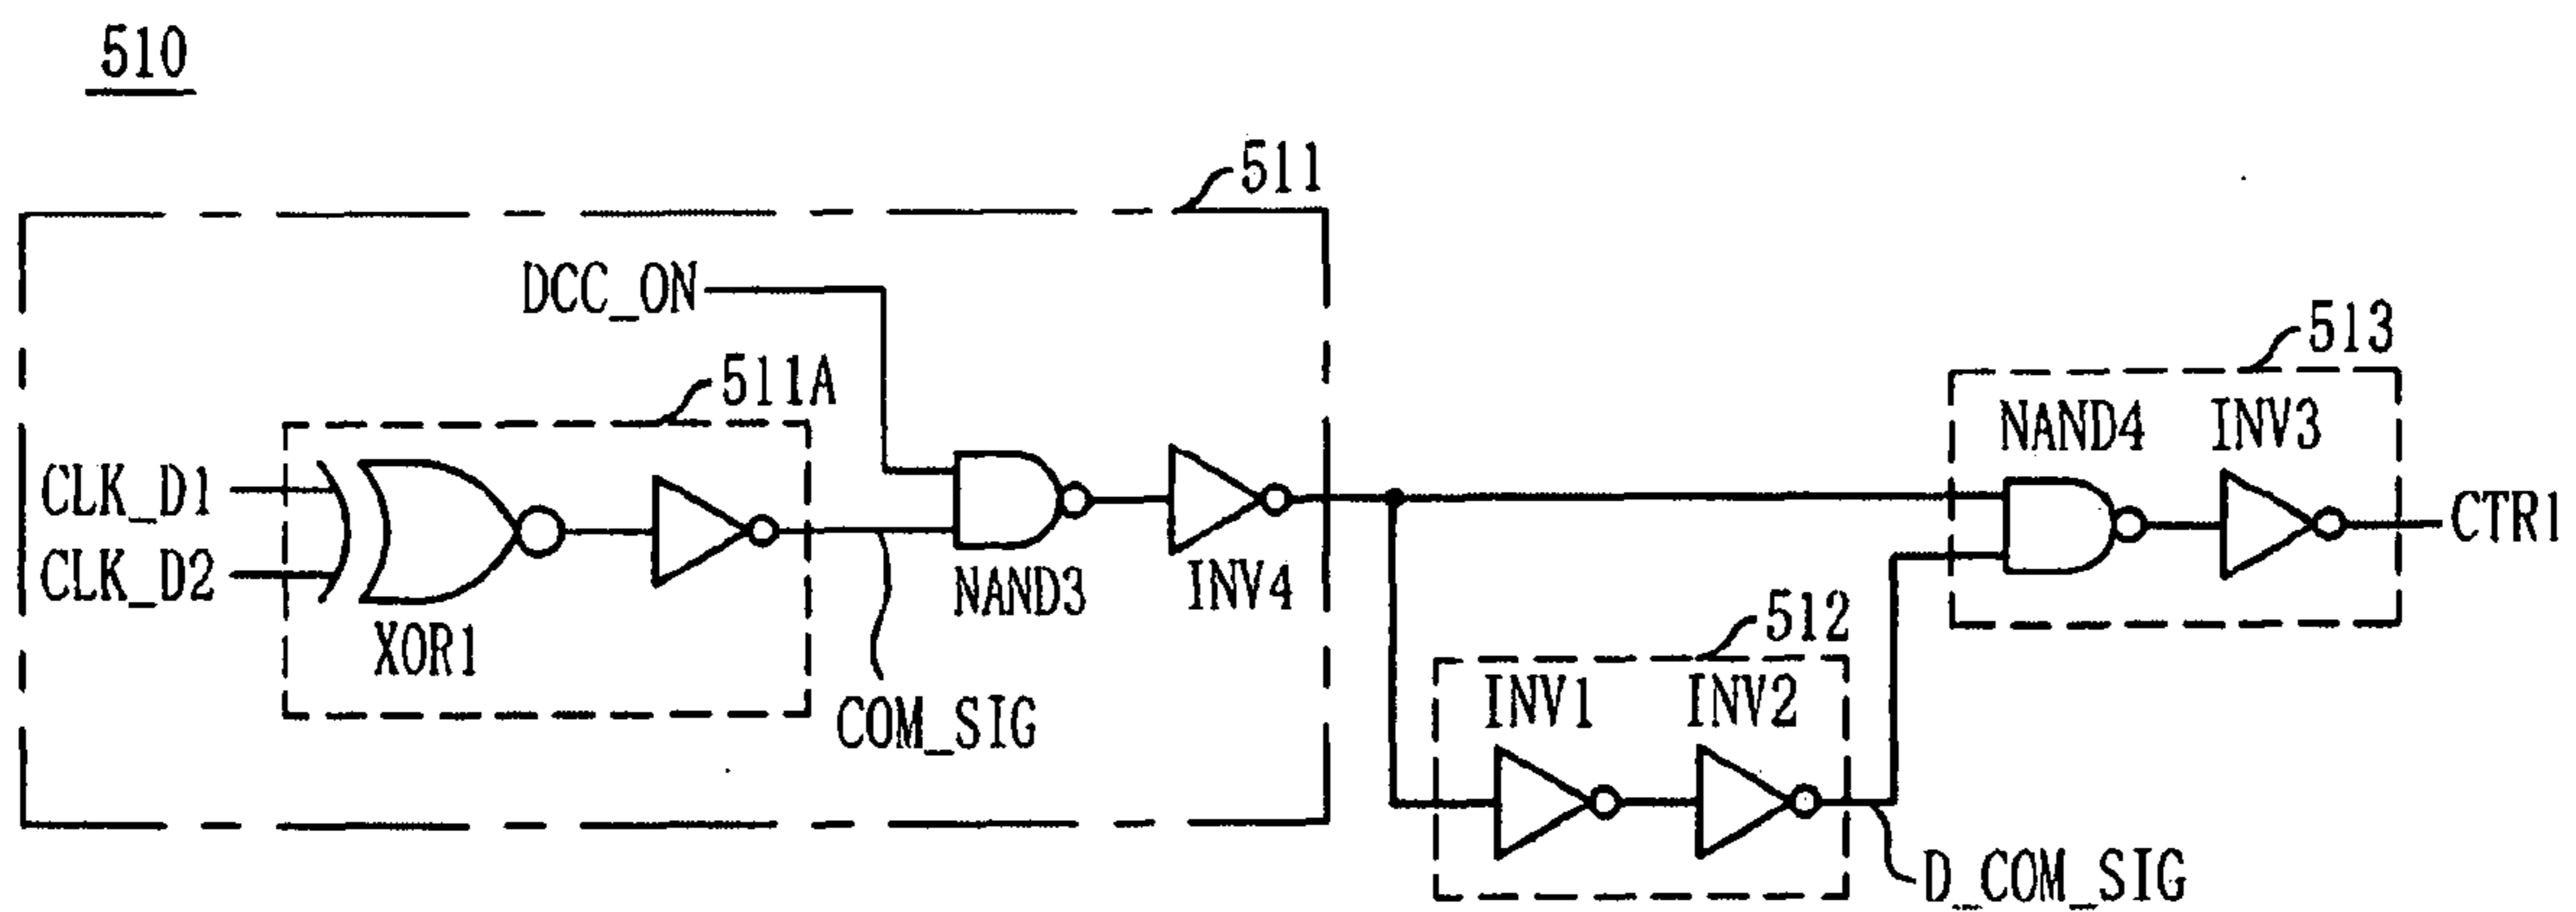 510
511
DCC_ON
513
511A
NAND4 INV3
CLK_D1
CTR1
CLK_D2
NAND3
INV4
XOR1
512
COM_SIG
INV1 INV2
D_COM_SIG